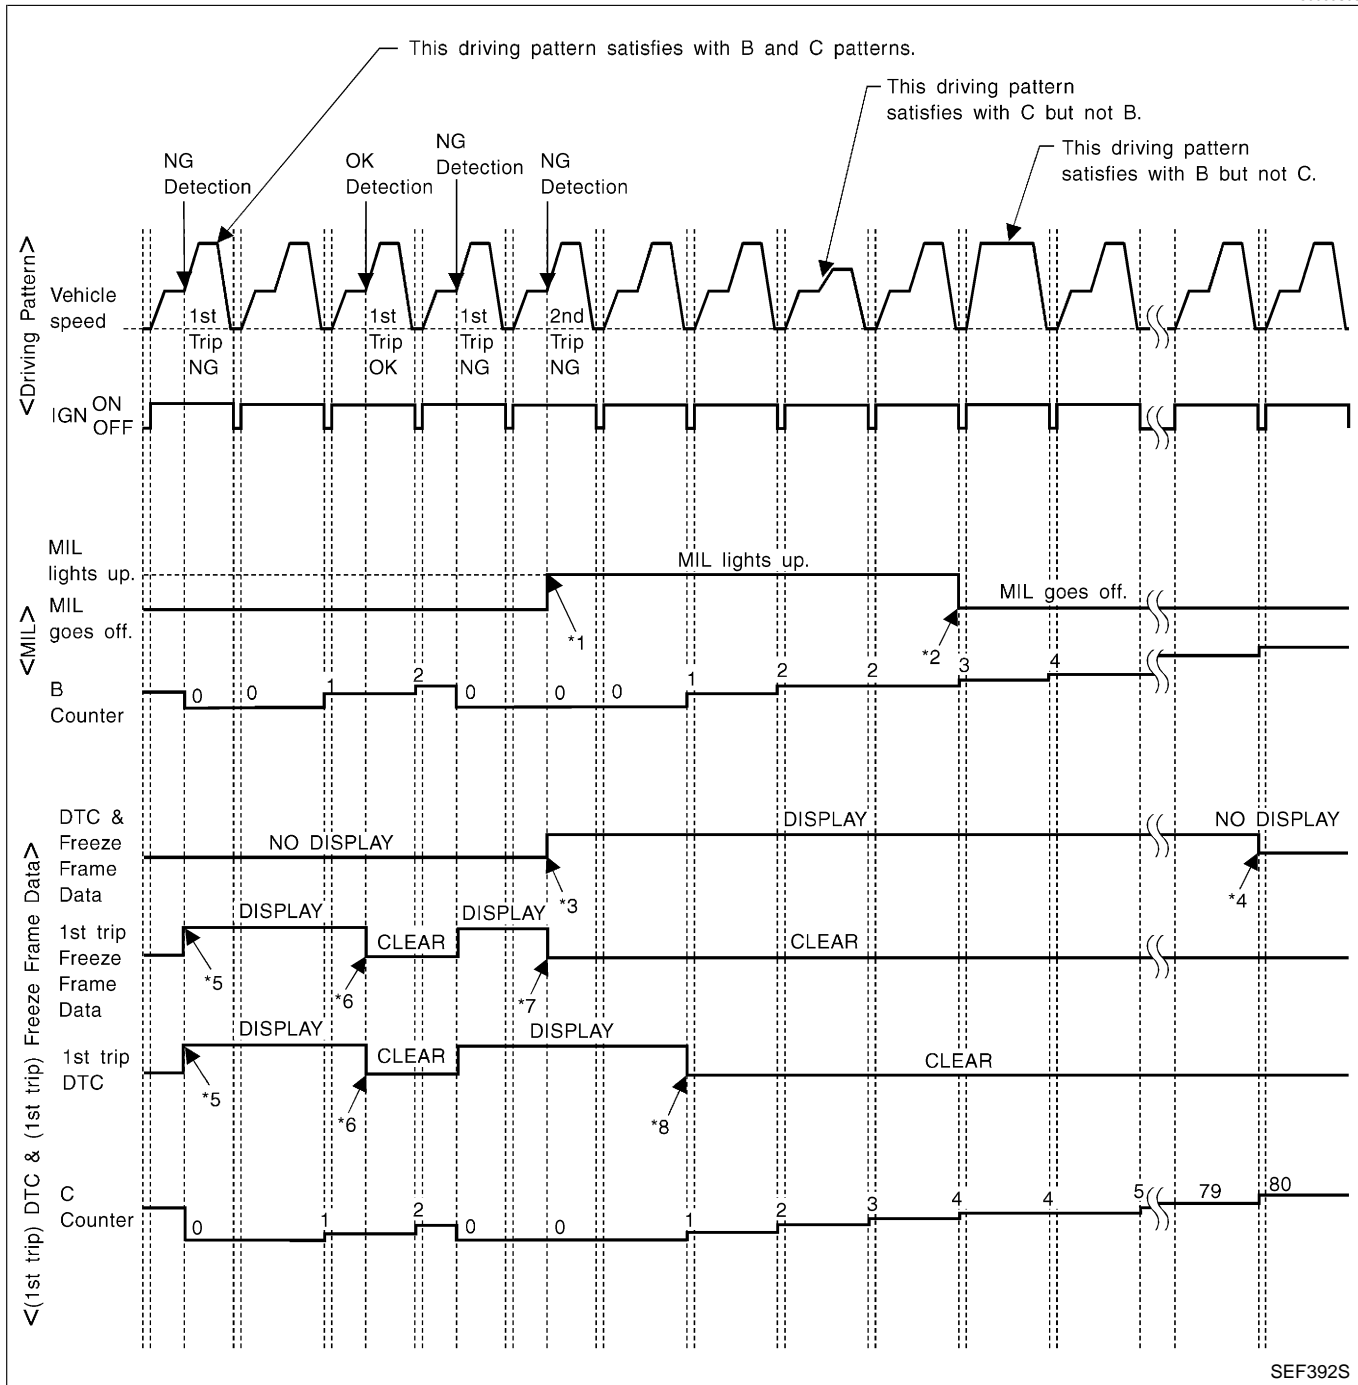 This driving pattern satisfies with B and C patterns.
This driving pattern
satisfies with C but not B.
This driving pattern
satisfies with B but not C.
NG
Detection
OK
Detection
NG
Detection
NG
Detection
<Driving Pattern>
Vehicle
speed
1st
Trip
NG
1st
Trip
OK
1st
Trip
NG
2nd
Trip
NG
IGN ON
OFF
<MIL>
MIL
lights up.
MIL
goes off.
MIL lights up.
MIL goes off.
*1
*2
B
Counter
0 0 1 2 0 0 0 1 2 2 3 4
<(1st trip) DTC & (1st trip) Freeze Frame Data>
DTC &
Freeze
Frame
Data
NO DISPLAY
DISPLAY
NO DISPLAY
*3
*4
1st trip
Freeze
Frame
Data
DISPLAY
CLEAR
DISPLAY
CLEAR
*5
*6
*7
1st trip
DTC
DISPLAY
CLEAR
DISPLAY
CLEAR
*5
*6
*8
C
Counter
0 1 2 0 0 1 2 3 4 4 5 79 80
SEF392S